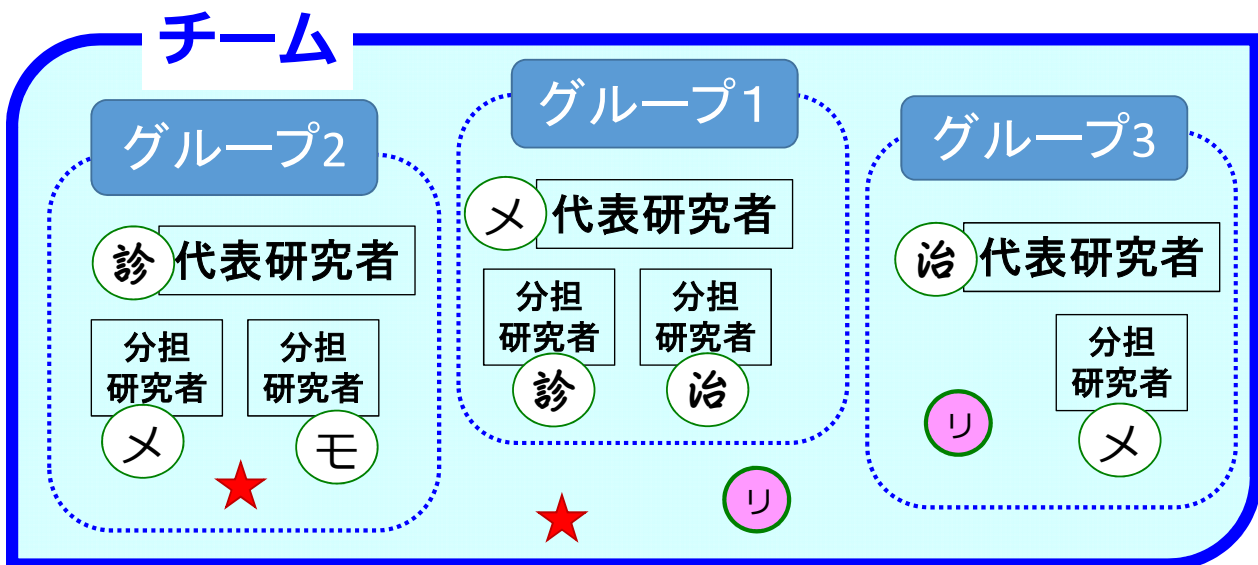 チーム
グループ2
診
代表研究者
分担
研究者
メ
分担
研究者
モ
グループ1
メ
代表研究者
分担
研究者
診
分担
研究者
治
グループ3
治
代表研究者
分担
研究者
メ
リ
リ